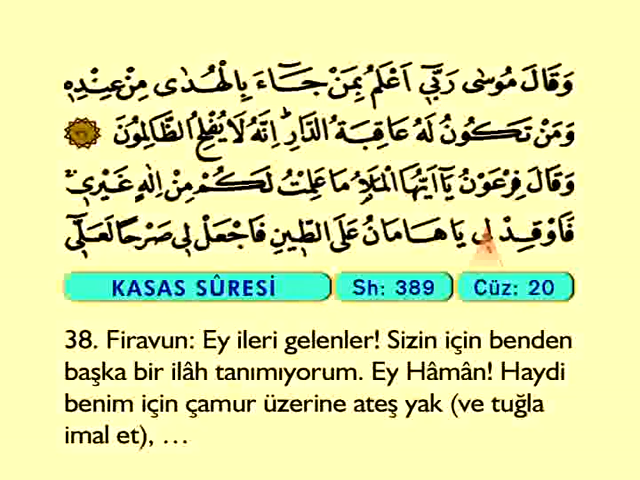 وَقَالَ مُوسٰى رَبّ۪ٓي اَعْلَمُ بِمَنْ جَٓاءَ بِالْهُدٰى مِنْ عِنْدِه۪
وَمَنْ تَكُونُ لَهُ عَاقِبَةُ الدَّارِۜ اِنَّهُ لَا يُفْلِحُ الظَّالِمُونَ
وَقَالَ فِرْعَوْنُ يَٓا اَيُّهَا الْمَلَاُ مَا عَلِمْتُ لَكُمْ مِنْ اِلٰهٍ غَيْر۪يۚ
فَاَوْقِدْ ل۪ي يَا هَامَانُ عَلَى الطّ۪ينِ فَاجْعَلْ ل۪ي صَرْحًا لَعَلّ۪ٓي
KASAS SÛRESİ Sh: 389 Cüz: 20
38. Firavun: Ey ileri gelenler! Sizin için benden
başka bir ilâh tanımıyorum. Ey Hâmân! Haydi
benim için çamur üzerine ateş yak (ve tuğla
imal et), …